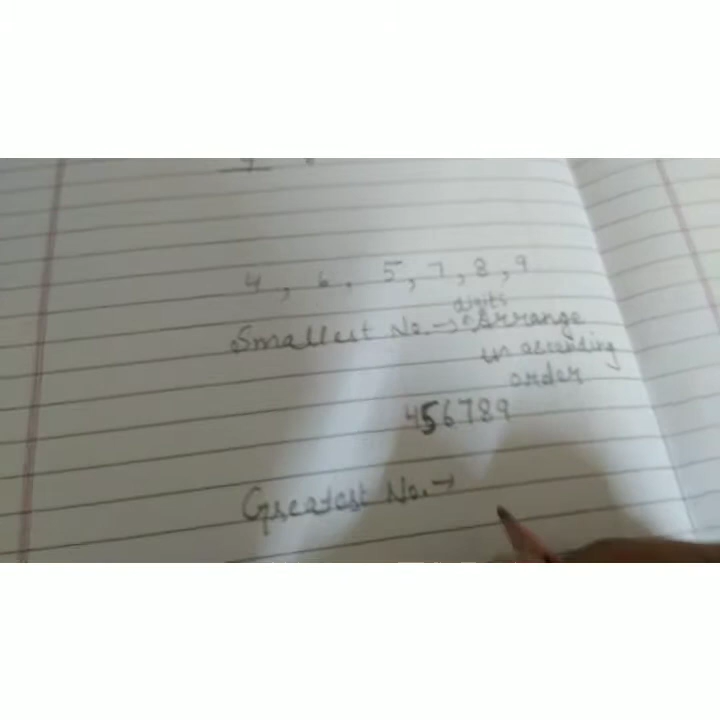 4, 6, 5, 7, 8, 9
digits
Smallest No. → Arrange
in ascending
order
456789
Greatest No. →